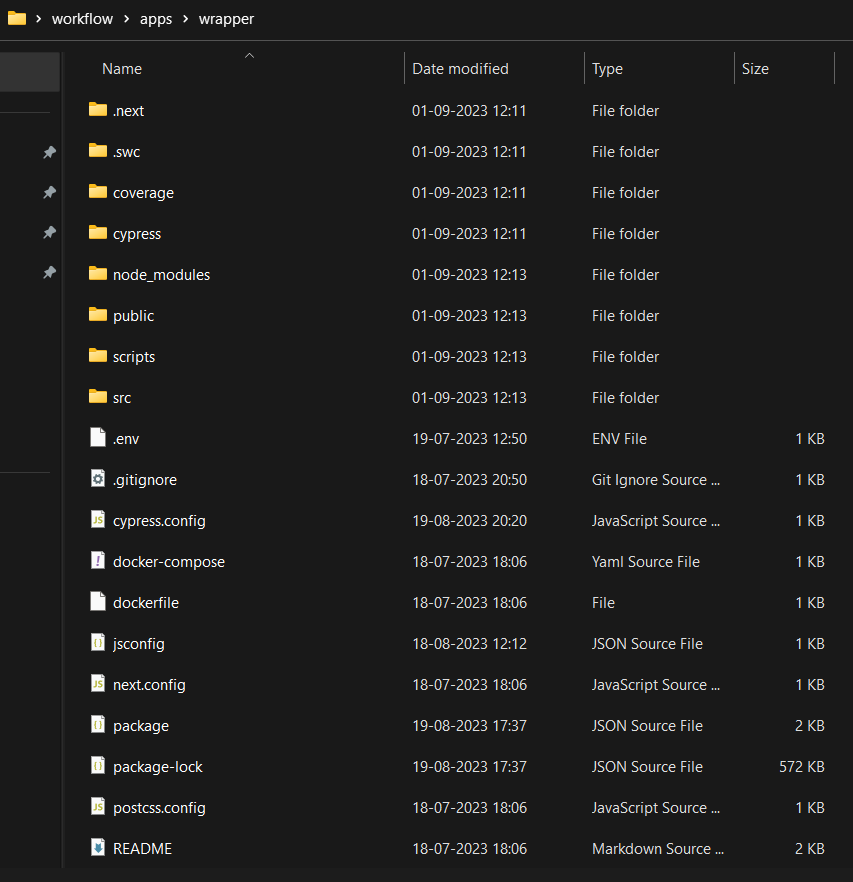 workflow > apps > wrapper
Name Date modified Type Size
.next 01-09-2023 12:11 File folder
.swc 01-09-2023 12:11 File folder
coverage 01-09-2023 12:11 File folder
cypress 01-09-2023 12:11 File folder
node_modules 01-09-2023 12:13 File folder
public 01-09-2023 12:13 File folder
scripts 01-09-2023 12:13 File folder
src 01-09-2023 12:13 File folder
.env 19-07-2023 12:50 ENV File 1 KB
.gitignore 18-07-2023 20:50 Git Ignore Source ... 1 KB
cypress.config 19-08-2023 20:20 JavaScript Source ... 1 KB
docker-compose 18-07-2023 18:06 Yaml Source File 1 KB
dockerfile 18-07-2023 18:06 File 1 KB
jsconfig 18-08-2023 12:12 JSON Source File 1 KB
next.config 18-07-2023 18:06 JavaScript Source ... 1 KB
package 19-08-2023 17:37 JSON Source File 2 KB
package-lock 19-08-2023 17:37 JSON Source File 572 KB
postcss.config 18-07-2023 18:06 JavaScript Source ... 1 KB
README 18-07-2023 18:06 Markdown Source ... 2 KB